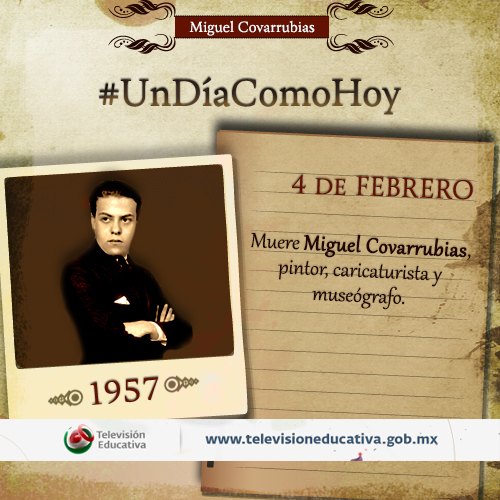 Miguel Covarrubias
#UnDíaComoHoy
4 DE FEBRERO
Muere Miguel Covarrubias,
pintor, caricaturista y
museógrafo.
1957
Televisión
Educativa
www.televisioneducativa.gob.mx